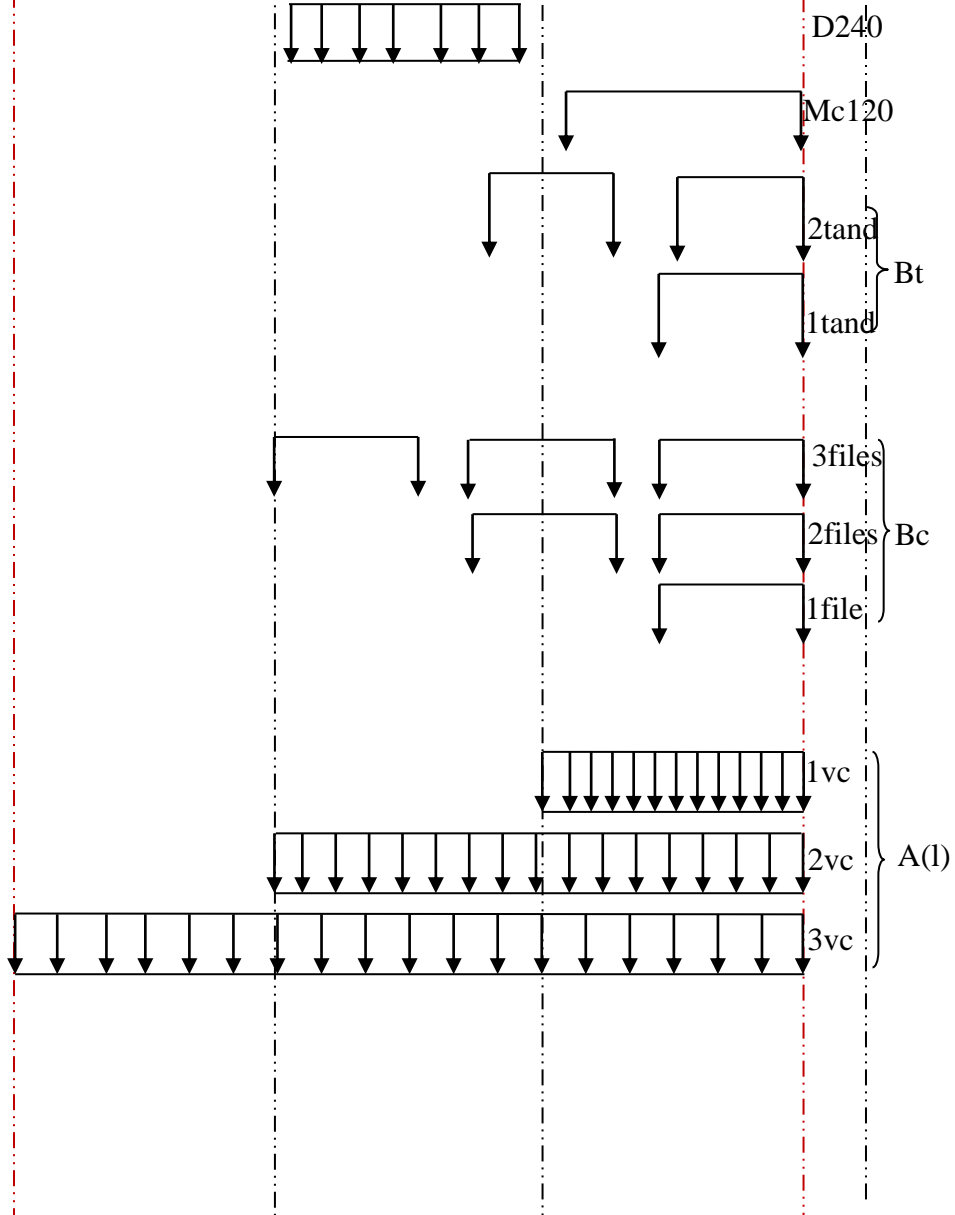 D240
Mc120
2tand
Bt
1tand
3files
2files
Bc
1file
1vc
2vc
A(l)
3vc